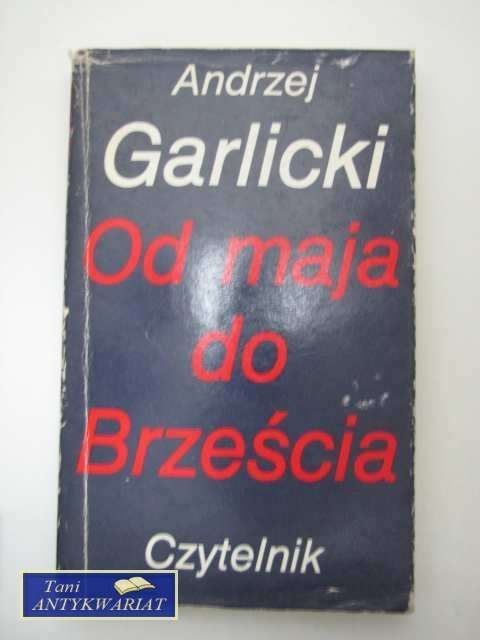 Andrzej
Garlicki
Od maja
do
Brześcia
Czytelnik
Tani
ANTYKWARIAT